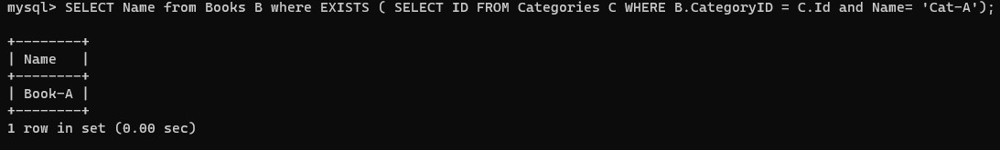 mysql> SELECT Name from Books B where EXISTS ( SELECT ID FROM Categories C WHERE B.CategoryID = C.Id and Name= 'Cat-A');
+--------+
| Name   |
+--------+
| Book-A |
+--------+
1 row in set (0.00 sec)